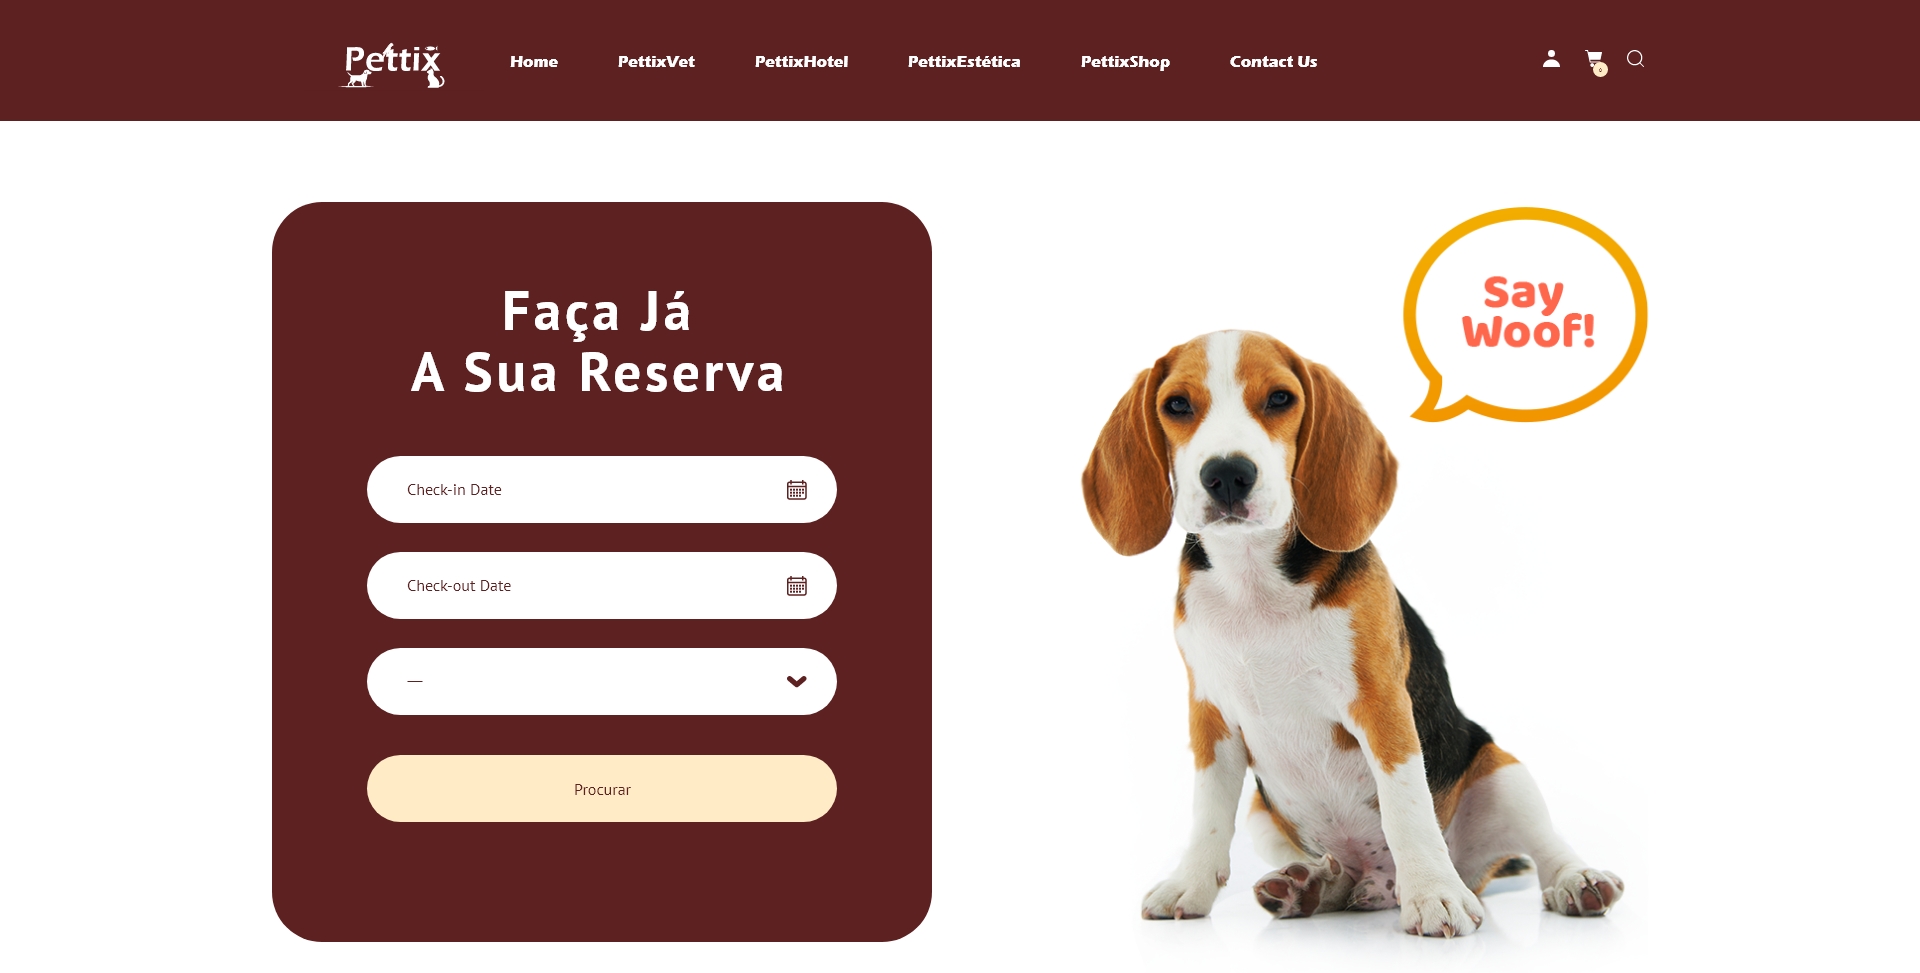 Pettix
Home
PettixVet
PettixHotel
PettixEstética
PettixShop
Contact Us
Faça Já
A Sua Reserva
Check-in Date
Check-out Date
—
Procurar
Say
Woof!